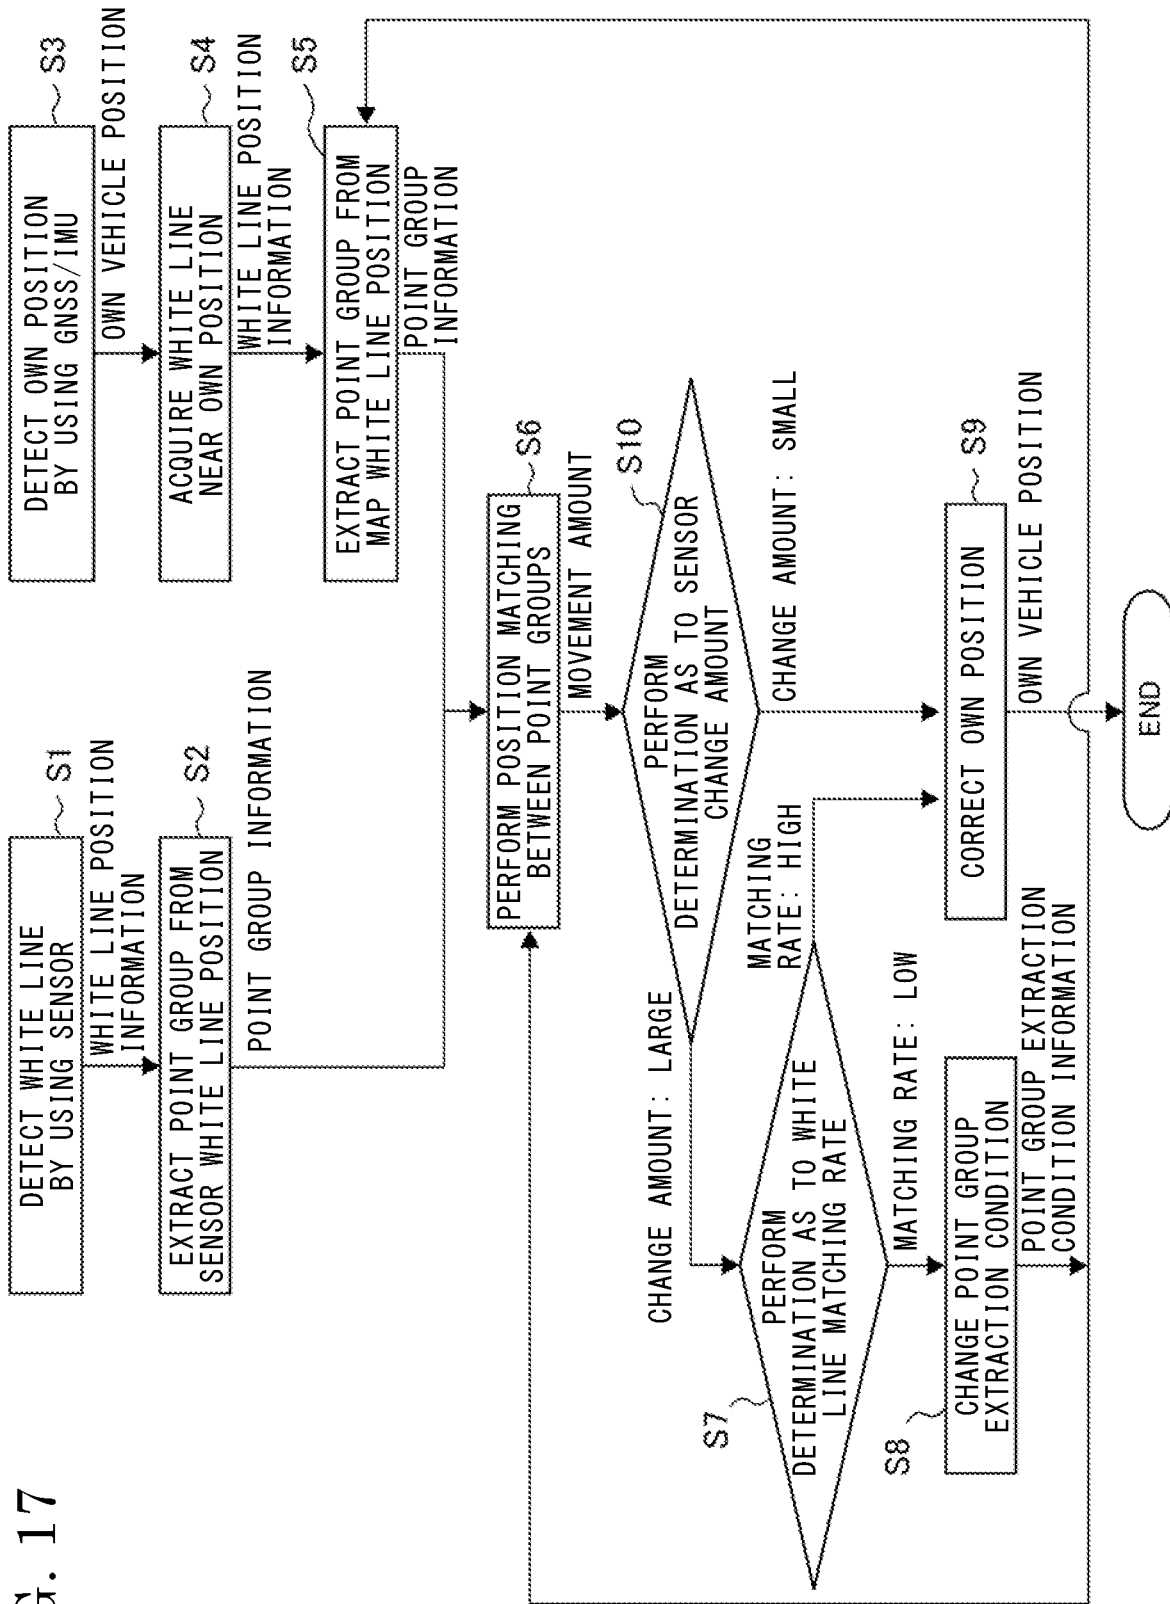 G. 17
DETECT WHITE LINE
BY USING SENSOR
S1
WHITE LINE POSITION
INFORMATION
EXTRACT POINT GROUP FROM
SENSOR WHITE LINE POSITION
S2
POINT GROUP INFORMATION
DETECT OWN POSITION
BY USING GNSS/IMU
S3
OWN VEHICLE POSITION
ACQUIRE WHITE LINE
NEAR OWN POSITION
S4
WHITE LINE POSITION
INFORMATION
S5
EXTRACT POINT GROUP FROM
MAP WHITE LINE POSITION
POINT GROUP
INFORMATION
PERFORM POSITION MATCHING
BETWEEN POINT GROUPS
S6
MOVEMENT AMOUNT
S10
PERFORM
DETERMINATION AS TO SENSOR
CHANGE AMOUNT
CHANGE AMOUNT: LARGE
CHANGE AMOUNT: SMALL
S7
PERFORM
DETERMINATION AS TO WHITE
LINE MATCHING RATE
MATCHING
RATE: HIGH
MATCHING RATE: LOW
S8
CHANGE POINT GROUP
EXTRACTION CONDITION
POINT GROUP EXTRACTION
CONDITION INFORMATION
CORRECT OWN POSITION
S9
OWN VEHICLE POSITION
END